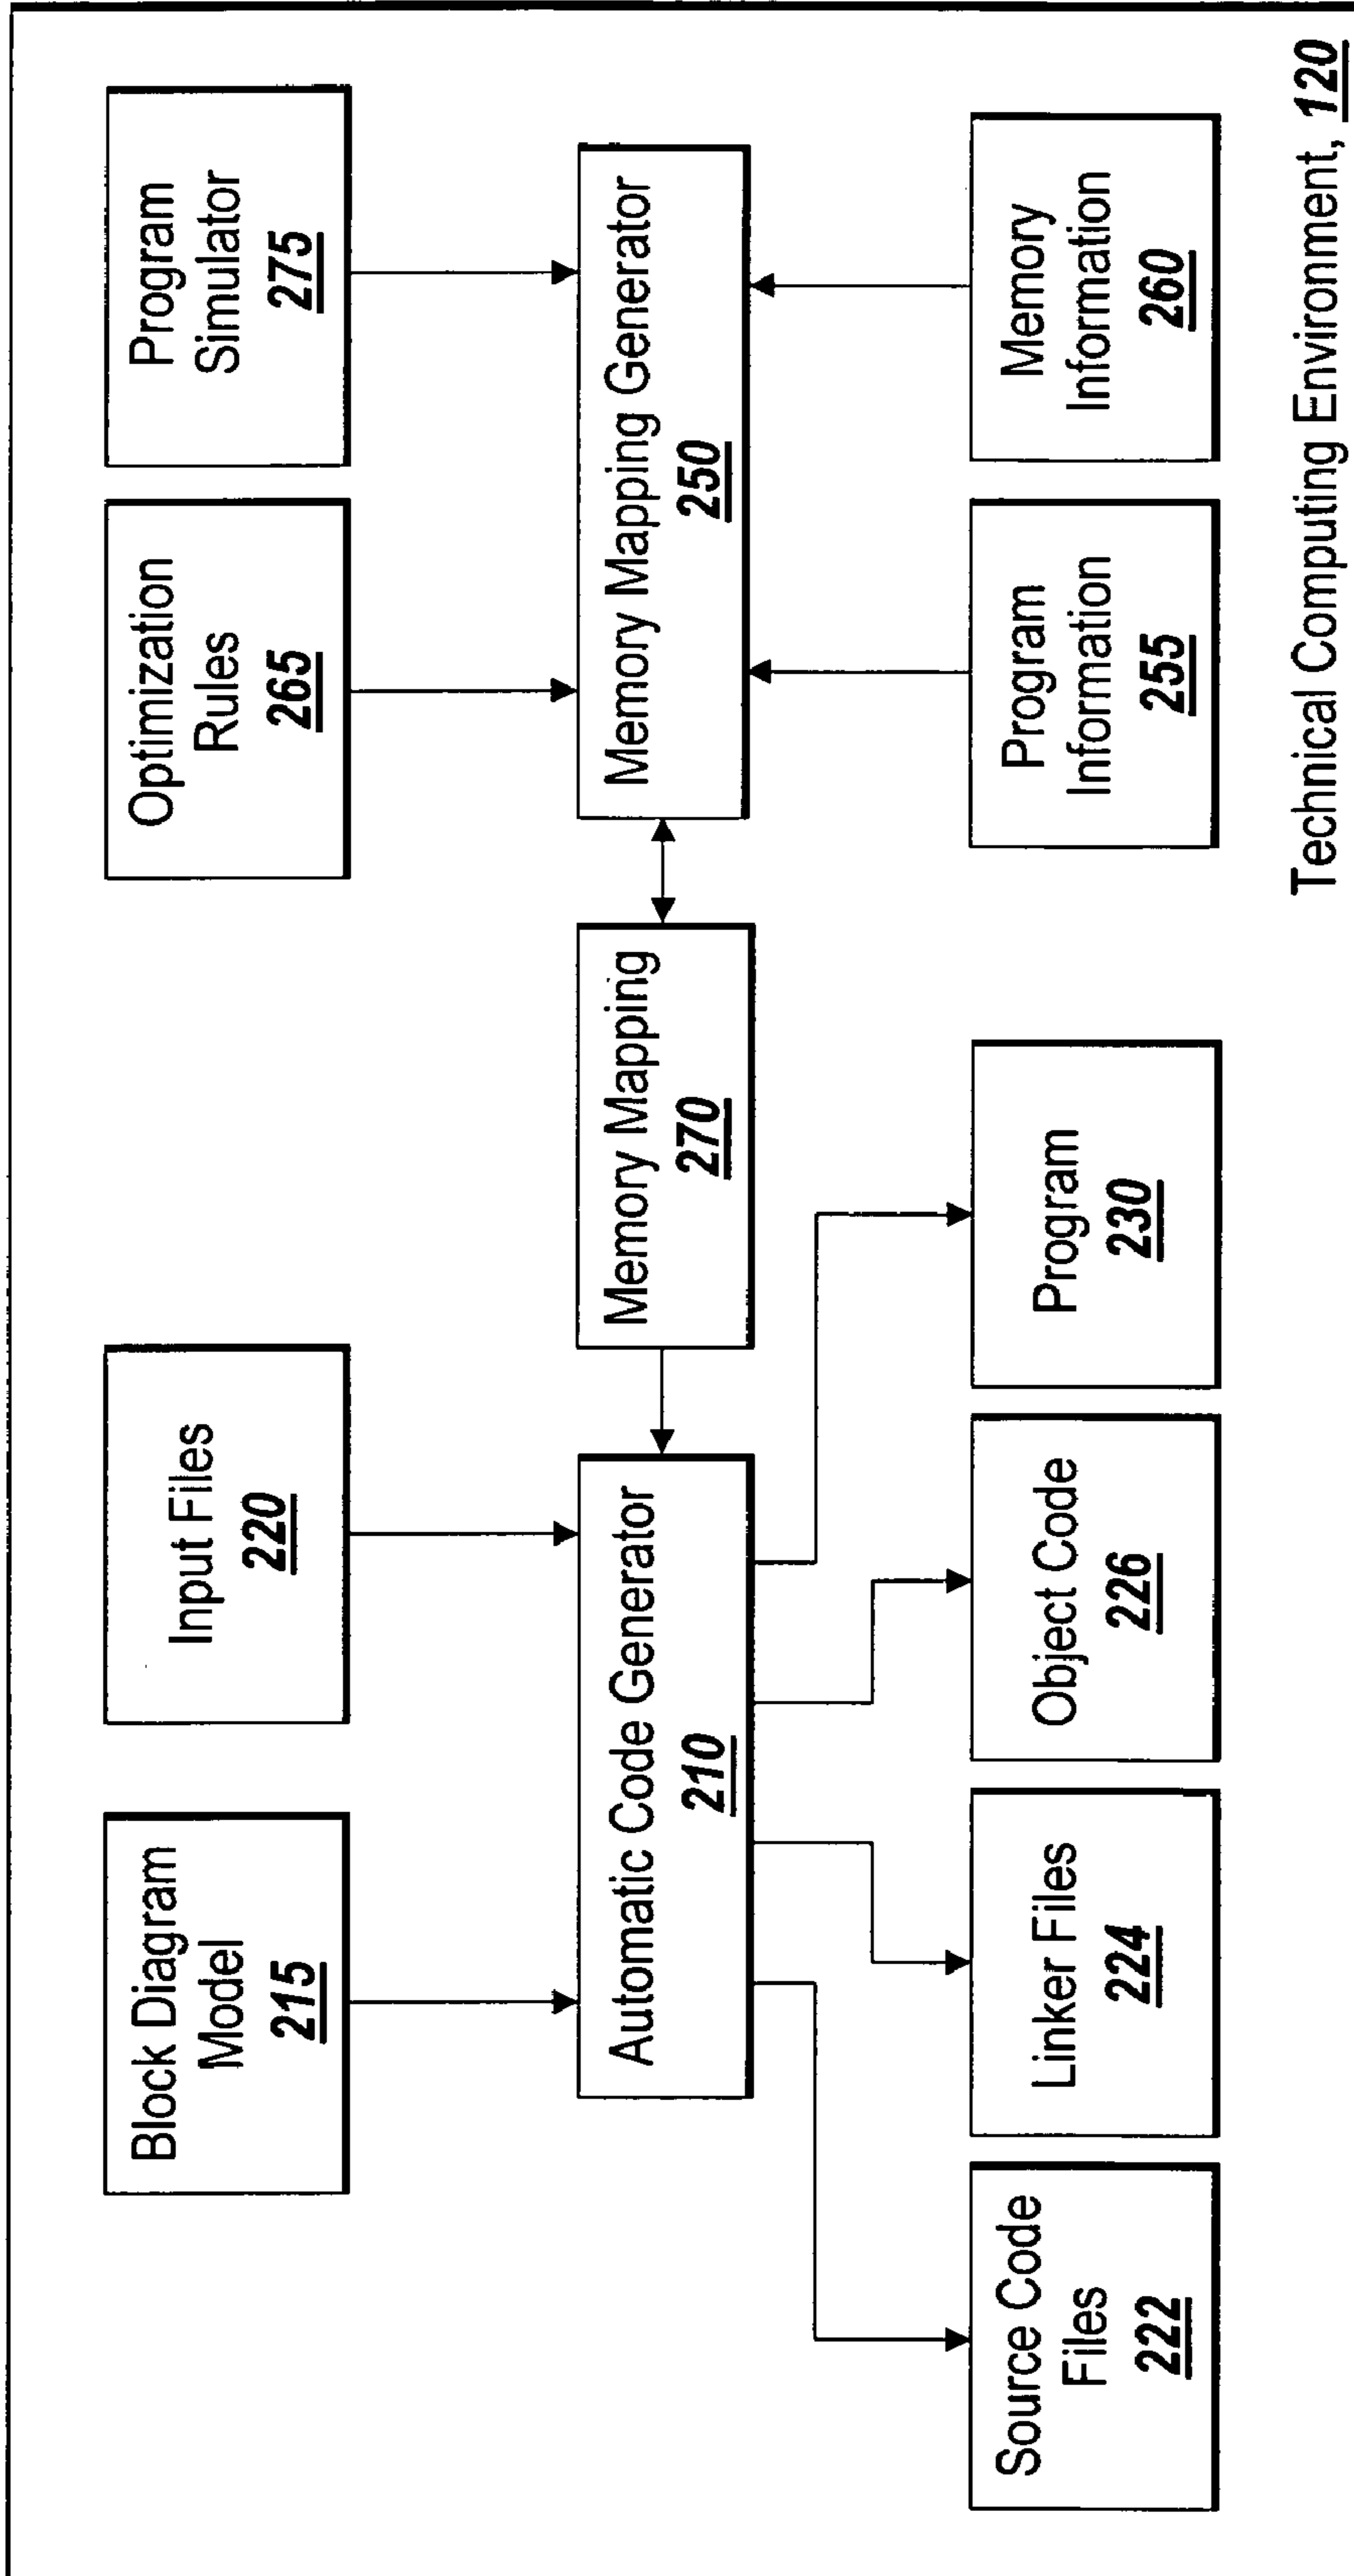 Block Diagram
Model
215
Input Files
220
Optimization
Rules
265
Program
Simulator
275
Automatic Code Generator
210
Memory Mapping
270
Memory Mapping Generator
250
Source Code
Files
222
Linker Files
224
Object Code
226
Program
230
Program
Information
255
Memory
Information
260
Technical Computing Environment, 120